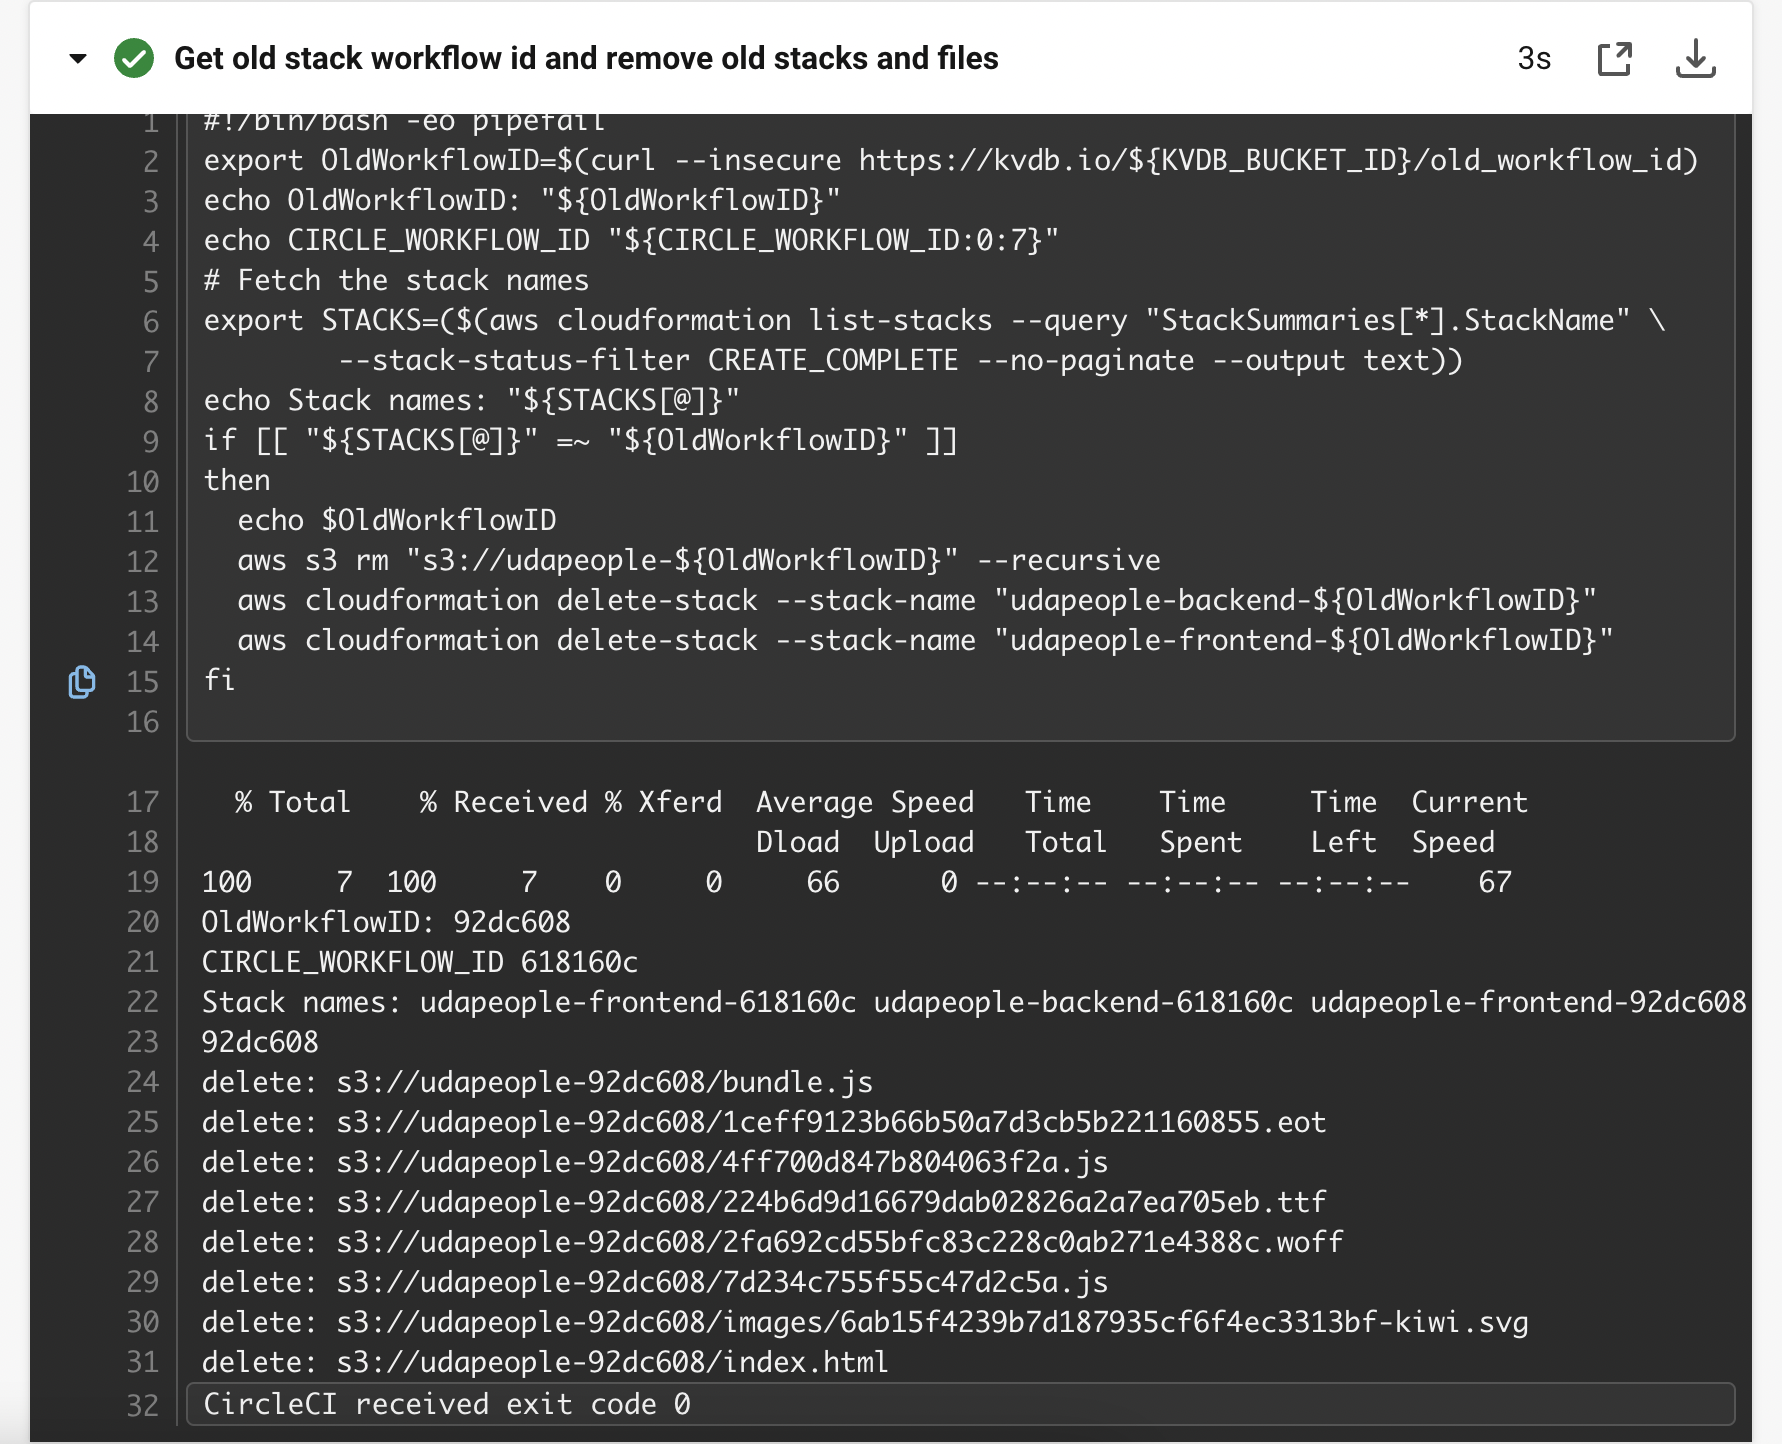 Get old stack workflow id and remove old stacks and files 3s
1 #!/bin/bash -eo pipefail
2 export OldWorkflowID=$(curl --insecure https://kvdb.io/${KVDB_BUCKET_ID}/old_workflow_id)
3 echo OldWorkflowID: "${OldWorkflowID}"
4 echo CIRCLE_WORKFLOW_ID "${CIRCLE_WORKFLOW_ID:0:7}"
5 # Fetch the stack names
6 export STACKS=($(aws cloudformation list-stacks --query "StackSummaries[*].StackName" \
7         --stack-status-filter CREATE_COMPLETE --no-paginate --output text))
8 echo Stack names: "${STACKS[@]}"
9 if [[ "${STACKS[@]}" =~ "${OldWorkflowID}" ]]
10 then
11   echo $OldWorkflowID
12   aws s3 rm "s3://udapeople-${OldWorkflowID}" --recursive
13   aws cloudformation delete-stack --stack-name "udapeople-backend-${OldWorkflowID}"
14   aws cloudformation delete-stack --stack-name "udapeople-frontend-${OldWorkflowID}"
15 fi
16
17   % Total    % Received % Xferd  Average Speed   Time    Time     Time  Current
18                                  Dload  Upload   Total   Spent    Left  Speed
19 100     7  100     7    0     0     66      0 --:--:-- --:--:-- --:--:--    67
20 OldWorkflowID: 92dc608
21 CIRCLE_WORKFLOW_ID 618160c
22 Stack names: udapeople-frontend-618160c udapeople-backend-618160c udapeople-frontend-92dc608
23 92dc608
24 delete: s3://udapeople-92dc608/bundle.js
25 delete: s3://udapeople-92dc608/1ceff9123b66b50a7d3cb5b221160855.eot
26 delete: s3://udapeople-92dc608/4ff700d847b804063f2a.js
27 delete: s3://udapeople-92dc608/224b6d9d16679dab02826a2a7ea705eb.ttf
28 delete: s3://udapeople-92dc608/2fa692cd55bfc83c228c0ab271e4388c.woff
29 delete: s3://udapeople-92dc608/7d234c755f55c47d2c5a.js
30 delete: s3://udapeople-92dc608/images/6ab15f4239b7d187935cf6f4ec3313bf-kiwi.svg
31 delete: s3://udapeople-92dc608/index.html
32 CircleCI received exit code 0